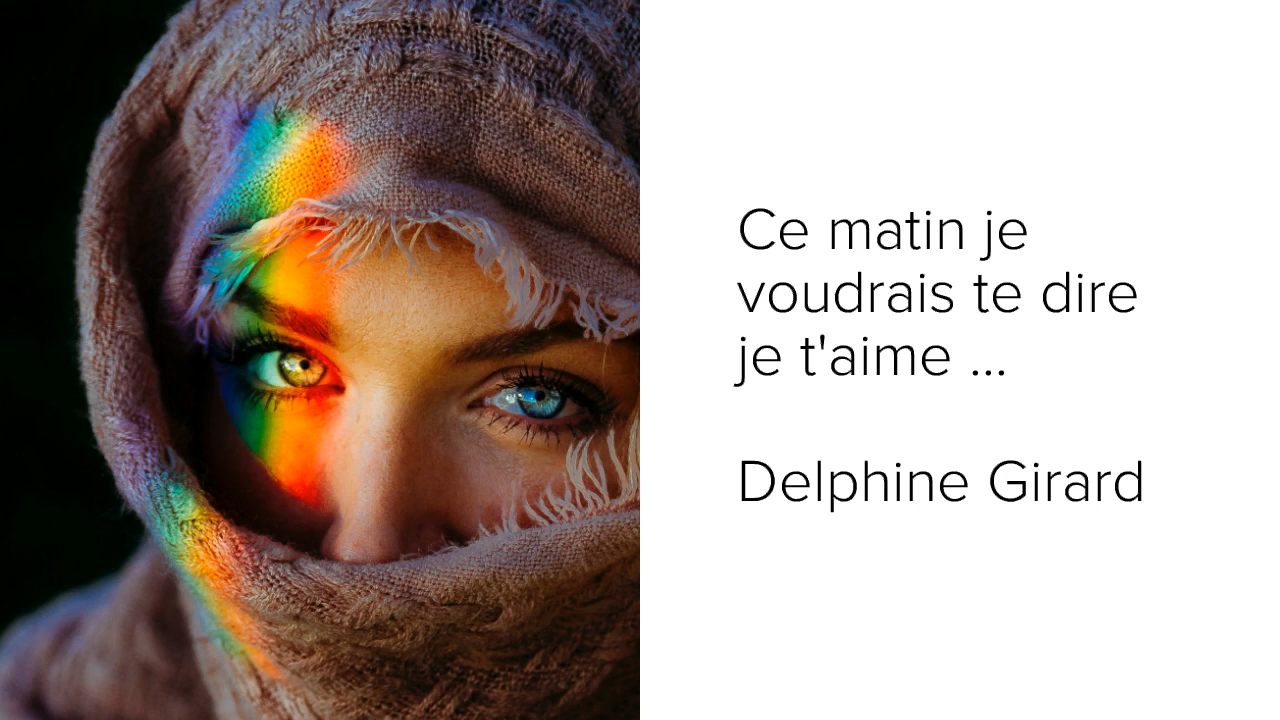 Ce matin je
voudrais te dire
je t'aime ...
Delphine Girard